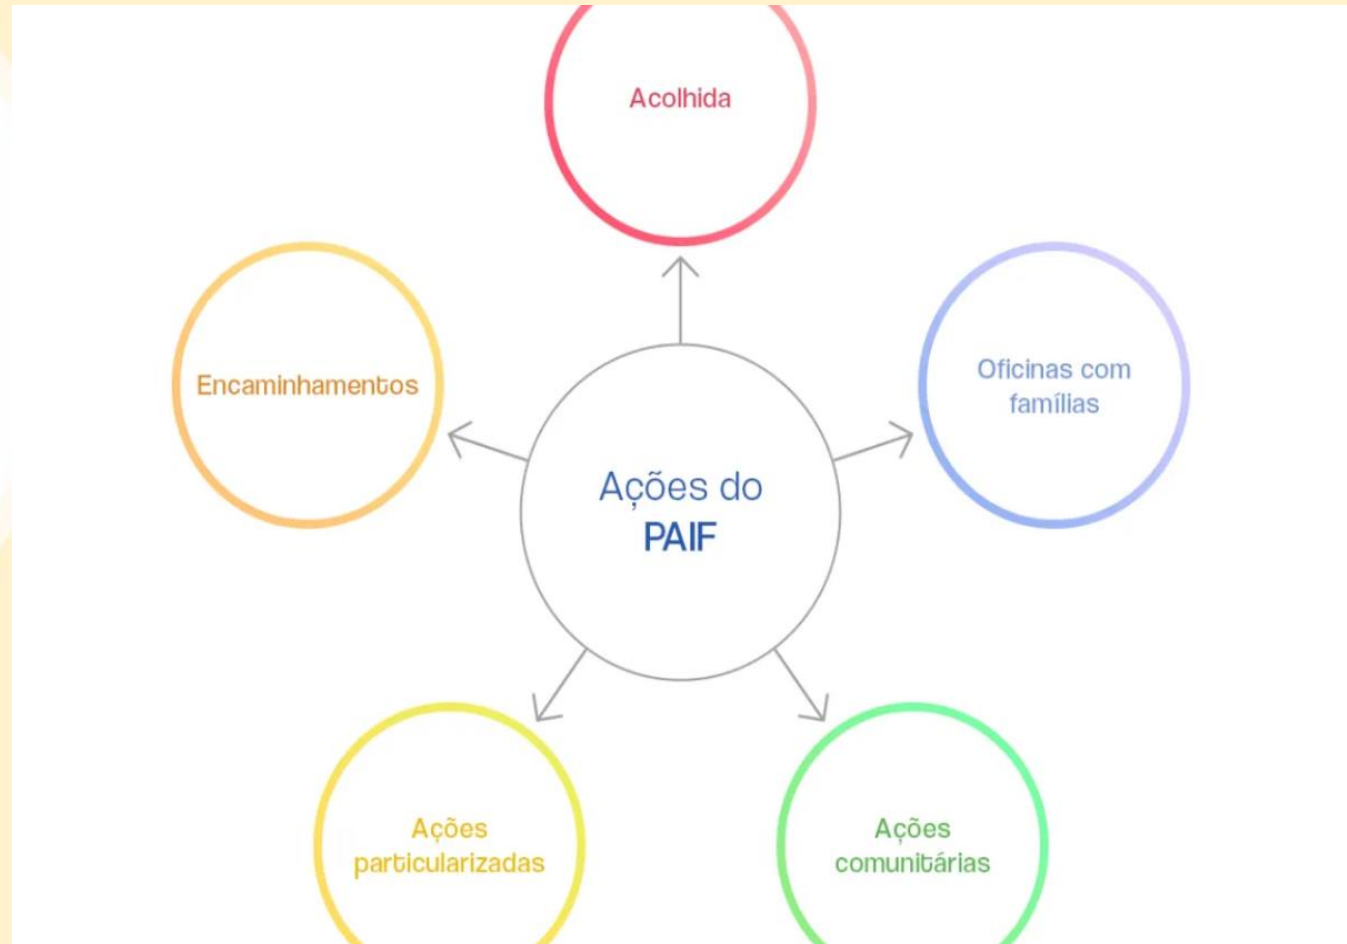 Acolhida
Encaminhamentos
Oficinas com
famílias
Ações do
PAIF
Ações
particularizadas
Ações
comunitárias